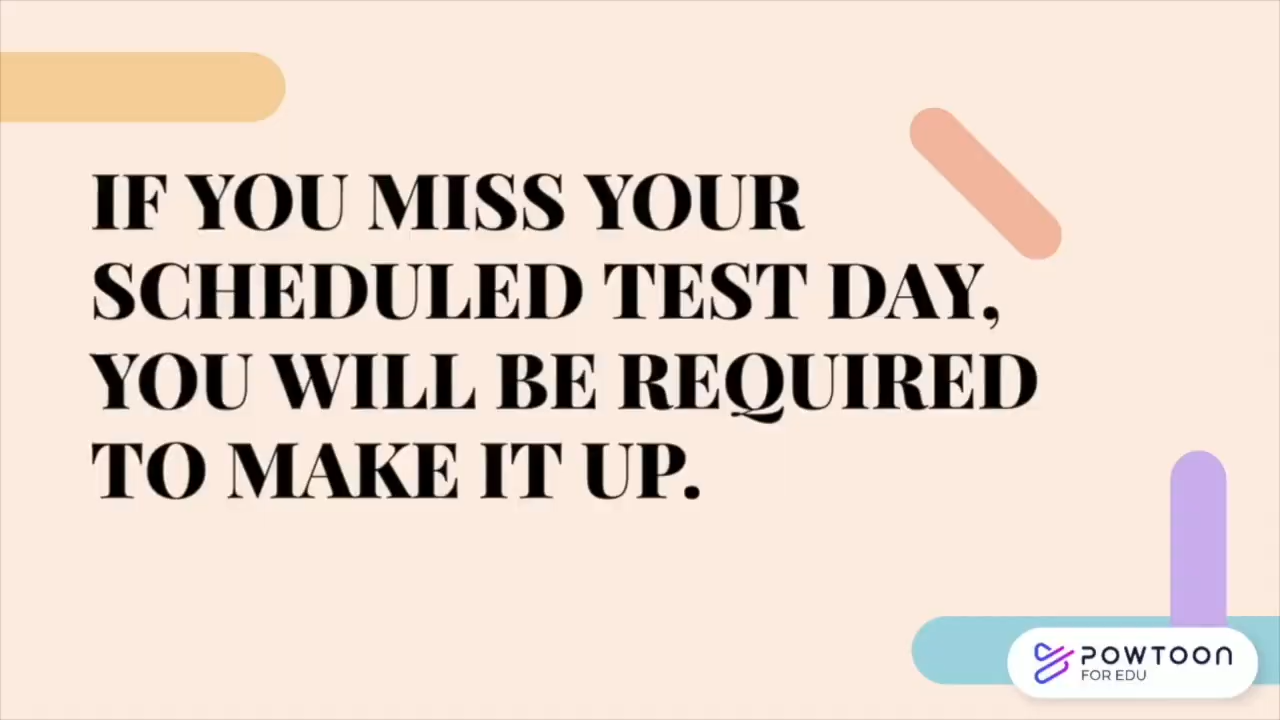 IF YOU MISS YOUR
SCHEDULED TEST DAY,
YOU WILL BE REQUIRED
TO MAKE IT UP.
POWTOON
FOR EDU